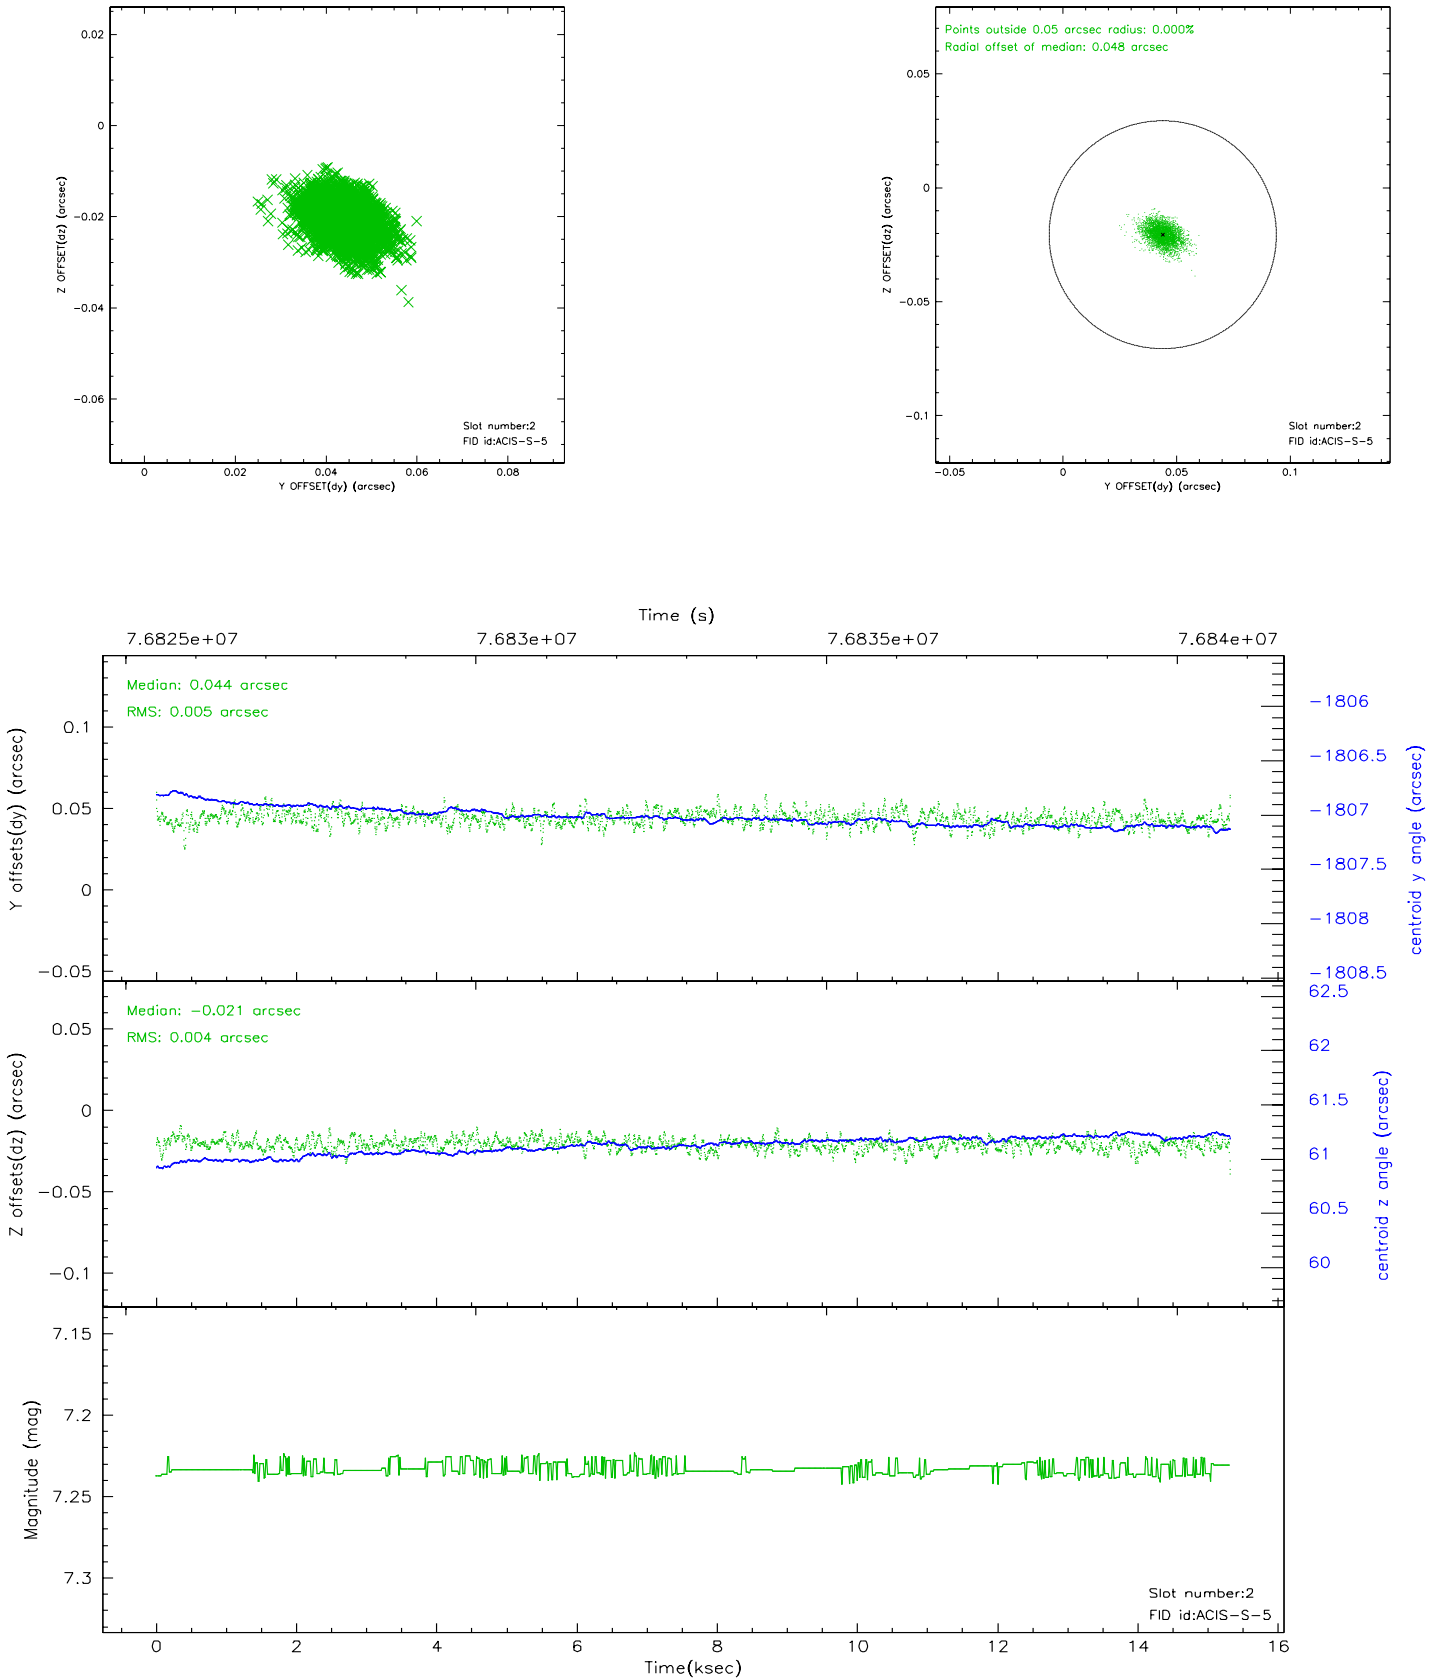 0.02
0
−0.02
−0.04
−0.06
Z OFFSET(dz) (arcsec)
Slot number:2
FID id:ACIS−S−5
0 0.02 0.04 0.06 0.08
Y OFFSET(dy) (arcsec)
Points outside 0.05 arcsec radius: 0.000%
Radial offset of median: 0.048 arcsec
0.05
0
−0.05
−0.1
Z OFFSET(dz) (arcsec)
Slot number:2
FID id:ACIS−S−5
−0.05 0 0.05 0.1
Y OFFSET(dy) (arcsec)
Time (s)
7.6825e+07 7.683e+07 7.6835e+07 7.684e+07
Median: 0.044 arcsec
RMS: 0.005 arcsec
0.1
0.05
0
−0.05
Y offsets(dy) (arcsec)
−1806
−1806.5
−1807
−1807.5
−1808
−1808.5
centroid y angle (arcsec)
Median: −0.021 arcsec
RMS: 0.004 arcsec
0.05
0
−0.05
−0.1
Z offsets(dz) (arcsec)
62.5
62
61.5
61
60.5
60
centroid z angle (arcsec)
7.15
7.2
7.25
7.3
Magnitude (mag)
Slot number:2
FID id:ACIS−S−5
0 2 4 6 8 10 12 14 16
Time(ksec)